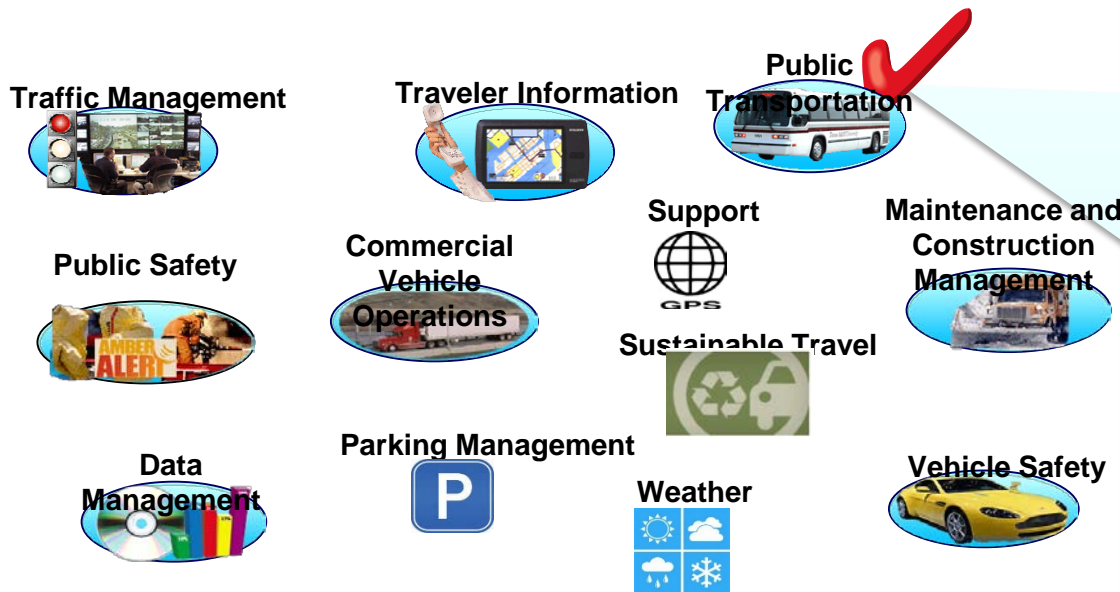 Public
Transportation
Traffic Management
Traveler Information
Support
GPS
Maintenance and
Construction
Management
Public Safety
AMBER
ALERT
Commercial
Vehicle
Operations
Sustainable Travel
Parking Management
P
Data
Management
Weather
Vehicle Safety